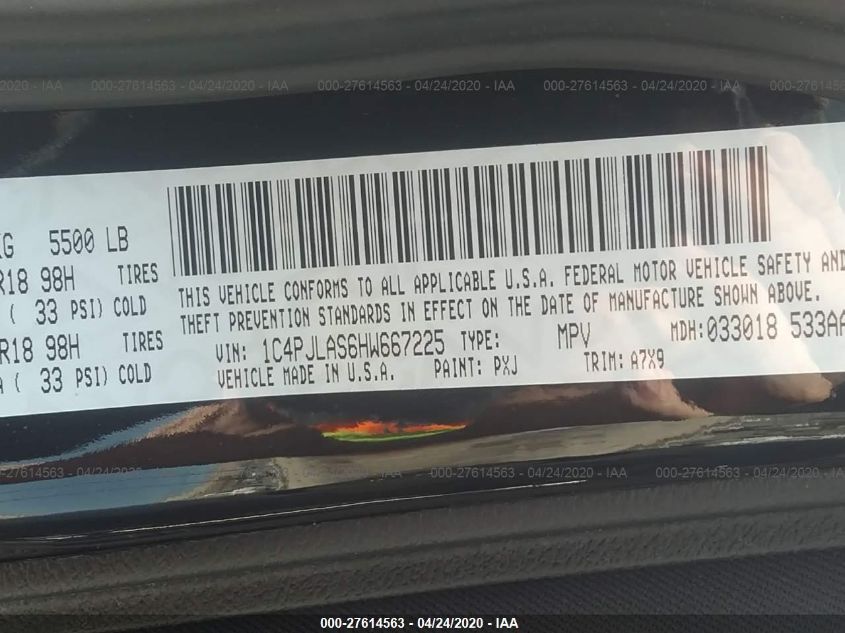 000-27614563 - 04/24/2020 - IAA 000-27614563 - 04/24/2020 - IAA 000-27614563 - 04/24/2020 - IAA
5500 LB
R18 98H TIRES
( 33 PSI) COLD
R18 98H TIRES
( 33 PSI) COLD
THIS VEHICLE CONFORMS TO ALL APPLICABLE U.S.A. FEDERAL MOTOR VEHICLE SAFETY AND
THEFT PREVENTION STANDARDS IN EFFECT ON THE DATE OF MANUFACTURE SHOWN ABOVE.
VIN: 1C4PJLAS6HW667225 TYPE: MPV MDH: 033018 533AA
VEHICLE MADE IN U.S.A. PAINT: PXJ TRIM: A7X9
000-27614563 - 04/24/2020 - IAA 000-27614563 - 04/24/2020 - IAA
000-27614563 - 04/24/2020 - IAA